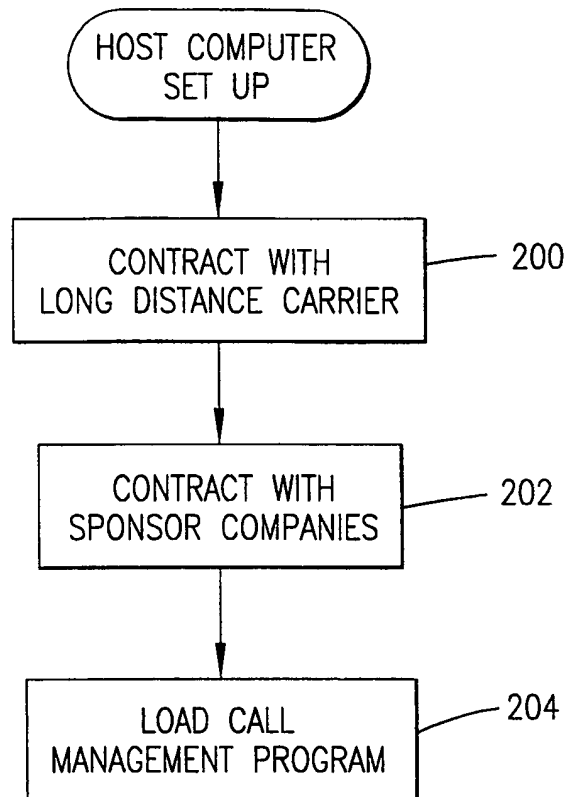 HOST COMPUTER
SET UP
CONTRACT WITH
LONG DISTANCE CARRIER
200
CONTRACT WITH
SPONSOR COMPANIES
202
LOAD CALL
MANAGEMENT PROGRAM
204